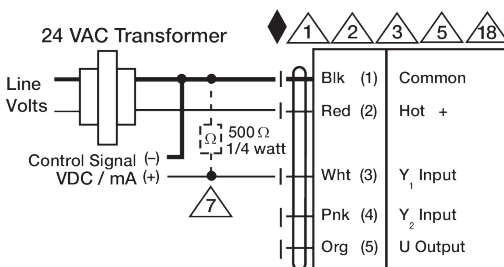 24 VAC Transformer
1 2 3 5 18
Line
Volts
Blk (1) Common
Red (2) Hot +
Ω 500 Ω
1/4 watt
Control Signal (–)
VDC / mA (+)
7
Wht (3) Y1 Input
Pnk (4) Y2 Input
Org (5) U Output